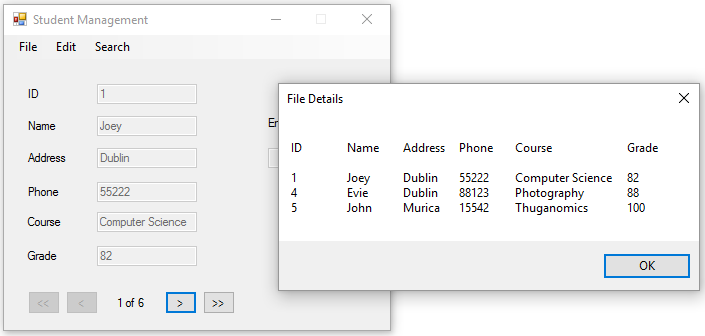 Student Management
File Edit Search
ID 1
Name Joey
Address Dublin
Phone 55222
Course Computer Science
Grade 82
<< < 1 of 6 > >>
File Details
ID Name Address Phone Course Grade
1 Joey Dublin 55222 Computer Science 82
4 Evie Dublin 88123 Photography 88
5 John Murica 15542 Thuganomics 100
OK